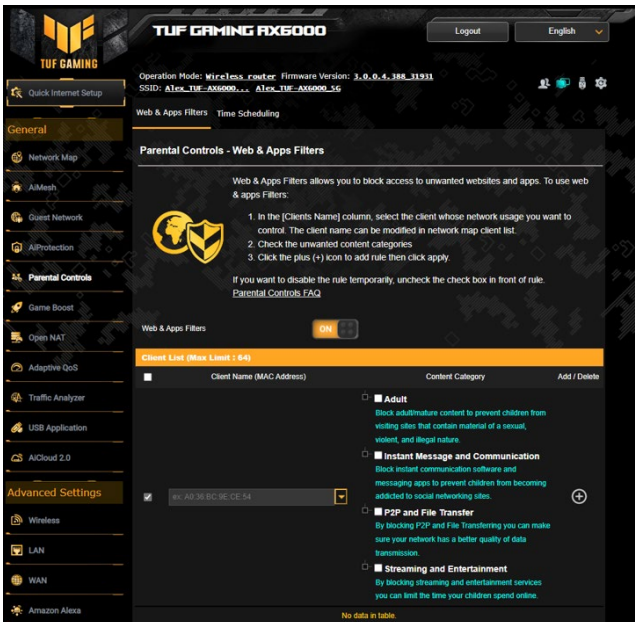 TUF GAMING AX6000
Logout
English
TUF GAMING
Quick Internet Setup
Operation Mode: Wireless router Firmware Version: 3.0.0.4.388_31931
SSID: Alex_TUF-AX6000... Alex_TUF-AX6000_5G
General
Network Map
AiMesh
Guest Network
AiProtection
Parental Controls
Game Boost
Open NAT
Adaptive QoS
Traffic Analyzer
USB Application
AiCloud 2.0
Advanced Settings
Wireless
LAN
WAN
Amazon Alexa
Web & Apps Filters Time Scheduling
Parental Controls - Web & Apps Filters
Web & Apps Filters allows you to block access to unwanted websites and apps. To use web
& apps Filters:
1. In the [Clients Name] column, select the client whose network usage you want to
control. The client name can be modified in network map client list.
2. Check the unwanted content categories
3. Click the plus (+) icon to add rule then click apply.
If you want to disable the rule temporarily, uncheck the check box in front of rule.
Parental Controls FAQ
Web & Apps Filters ON
Client List (Max Limit : 64)
Client Name (MAC Address) Content Category Add / Delete
Adult
Block adult/mature content to prevent children from
visiting sites that contain material of a sexual,
violent, and illegal nature.
Instant Message and Communication
Block instant communication software and
messaging apps to prevent children from becoming
addicted to social networking sites.
ex: A0:36:BC:9E:CE:54
P2P and File Transfer
By blocking P2P and File Transferring you can make
sure your network has a better quality of data
transmission.
Streaming and Entertainment
By blocking streaming and entertainment services
you can limit the time your children spend online.
No data in table.